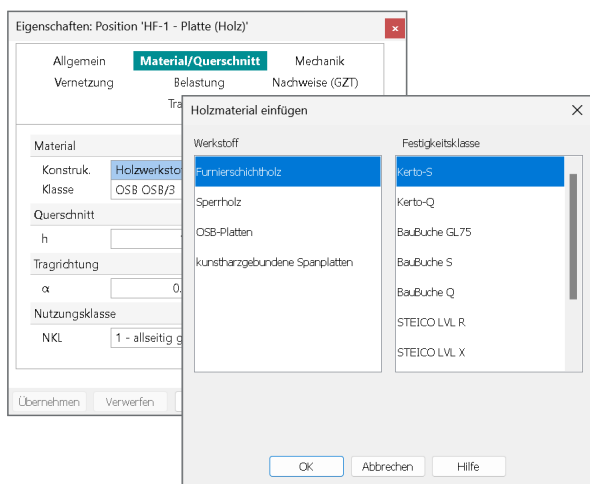 Eigenschaften: Position 'HF-1 - Platte (Holz)'
Allgemein Material/Querschnitt Mechanik
Vernetzung Belastung Nachweise (GZT)
Material
Konstruk.
Klasse OSB OSB/3
Querschnitt
h
Tragrichtung
α 0.
Nutzungsklasse
NKL 1 - allseitig g
Übernehmen Verwerfen
Holzmaterial einfügen
Werkstoff Festigkeitsklasse
Furnierschichtholz Kerto-S
Sperrholz Kerto-Q
OSB-Platten BauBuche GL75
kunstharzgebundene Spanplatten BauBuche S
BauBuche Q
STEICO LVL R
STEICO LVL X
OK Abbrechen Hilfe